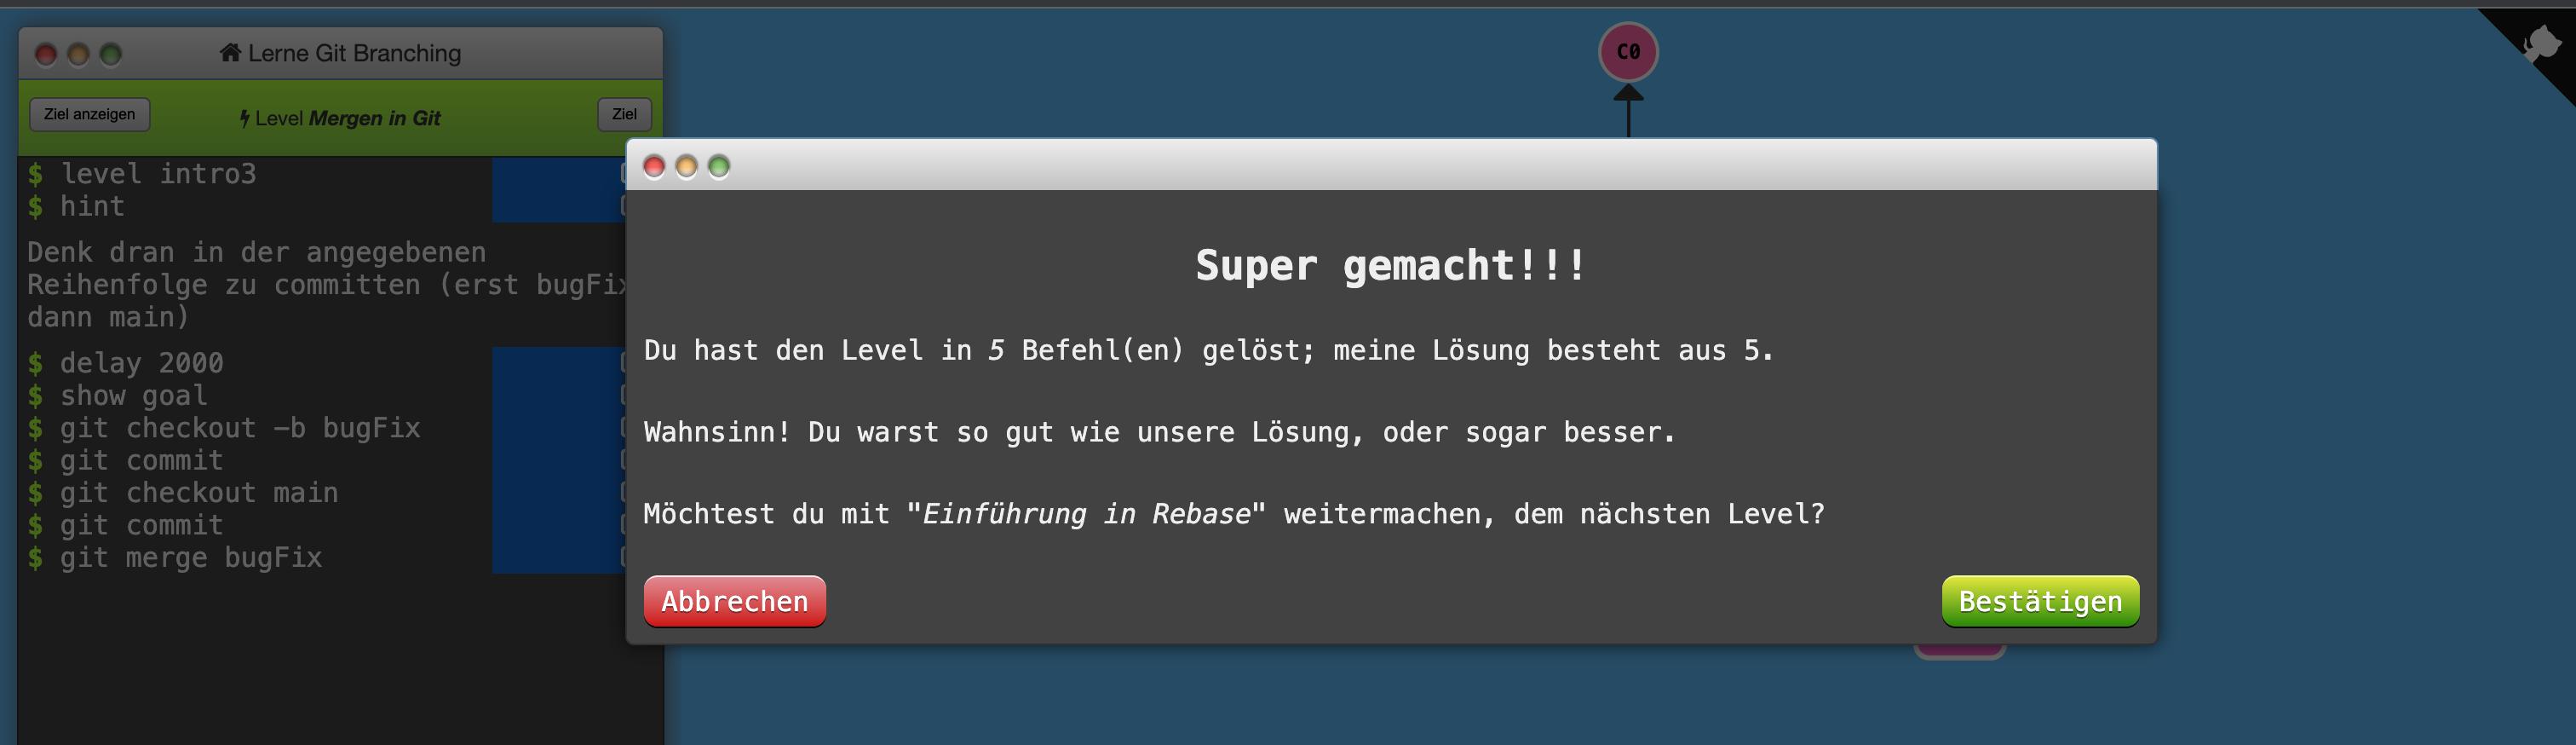 Lerne Git Branching
Ziel anzeigen
Level Mergen in Git
Ziel
$ level intro3
$ hint
Denk dran in der angegebenen
Reihenfolge zu committen (erst bugFix
dann main)
$ delay 2000
$ show goal
$ git checkout -b bugFix
$ git commit
$ git checkout main
$ git commit
$ git merge bugFix
C0
Super gemacht!!!
Du hast den Level in 5 Befehl(en) gelöst; meine Lösung besteht aus 5.
Wahnsinn! Du warst so gut wie unsere Lösung, oder sogar besser.
Möchtest du mit "Einführung in Rebase" weitermachen, dem nächsten Level?
Abbrechen
Bestätigen